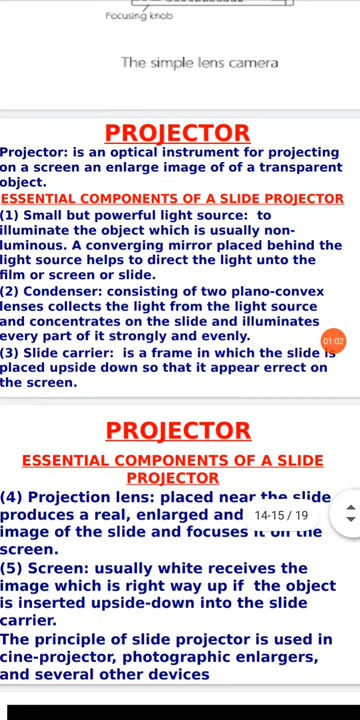 Focusing knob
The simple lens camera
PROJECTOR
Projector: is an optical instrument for projecting
on a screen an enlarge image of of a transparent
object.
ESSENTIAL COMPONENTS OF A SLIDE PROJECTOR
(1) Small but powerful light source: to
illuminate the object which is usually non-
luminous. A converging mirror placed behind the
light source helps to direct the light unto the
film or screen or slide.
(2) Condenser: consisting of two plano-convex
lenses collects the light from the light source
and concentrates on the slide and illuminates
every part of it strongly and evenly.
01:02
(3) Slide carrier: is a frame in which the slide is
placed upside down so that it appear errect on
the screen.
PROJECTOR
ESSENTIAL COMPONENTS OF A SLIDE
PROJECTOR
(4) Projection lens: placed near the slide
produces a real, enlarged and
14-15 / 19
image of the slide and focuses it on the
screen.
(5) Screen: usually white receives the
image which is right way up if the object
is inserted upside-down into the slide
carrier.
The principle of slide projector is used in
cine-projector, photographic enlargers,
and several other devices